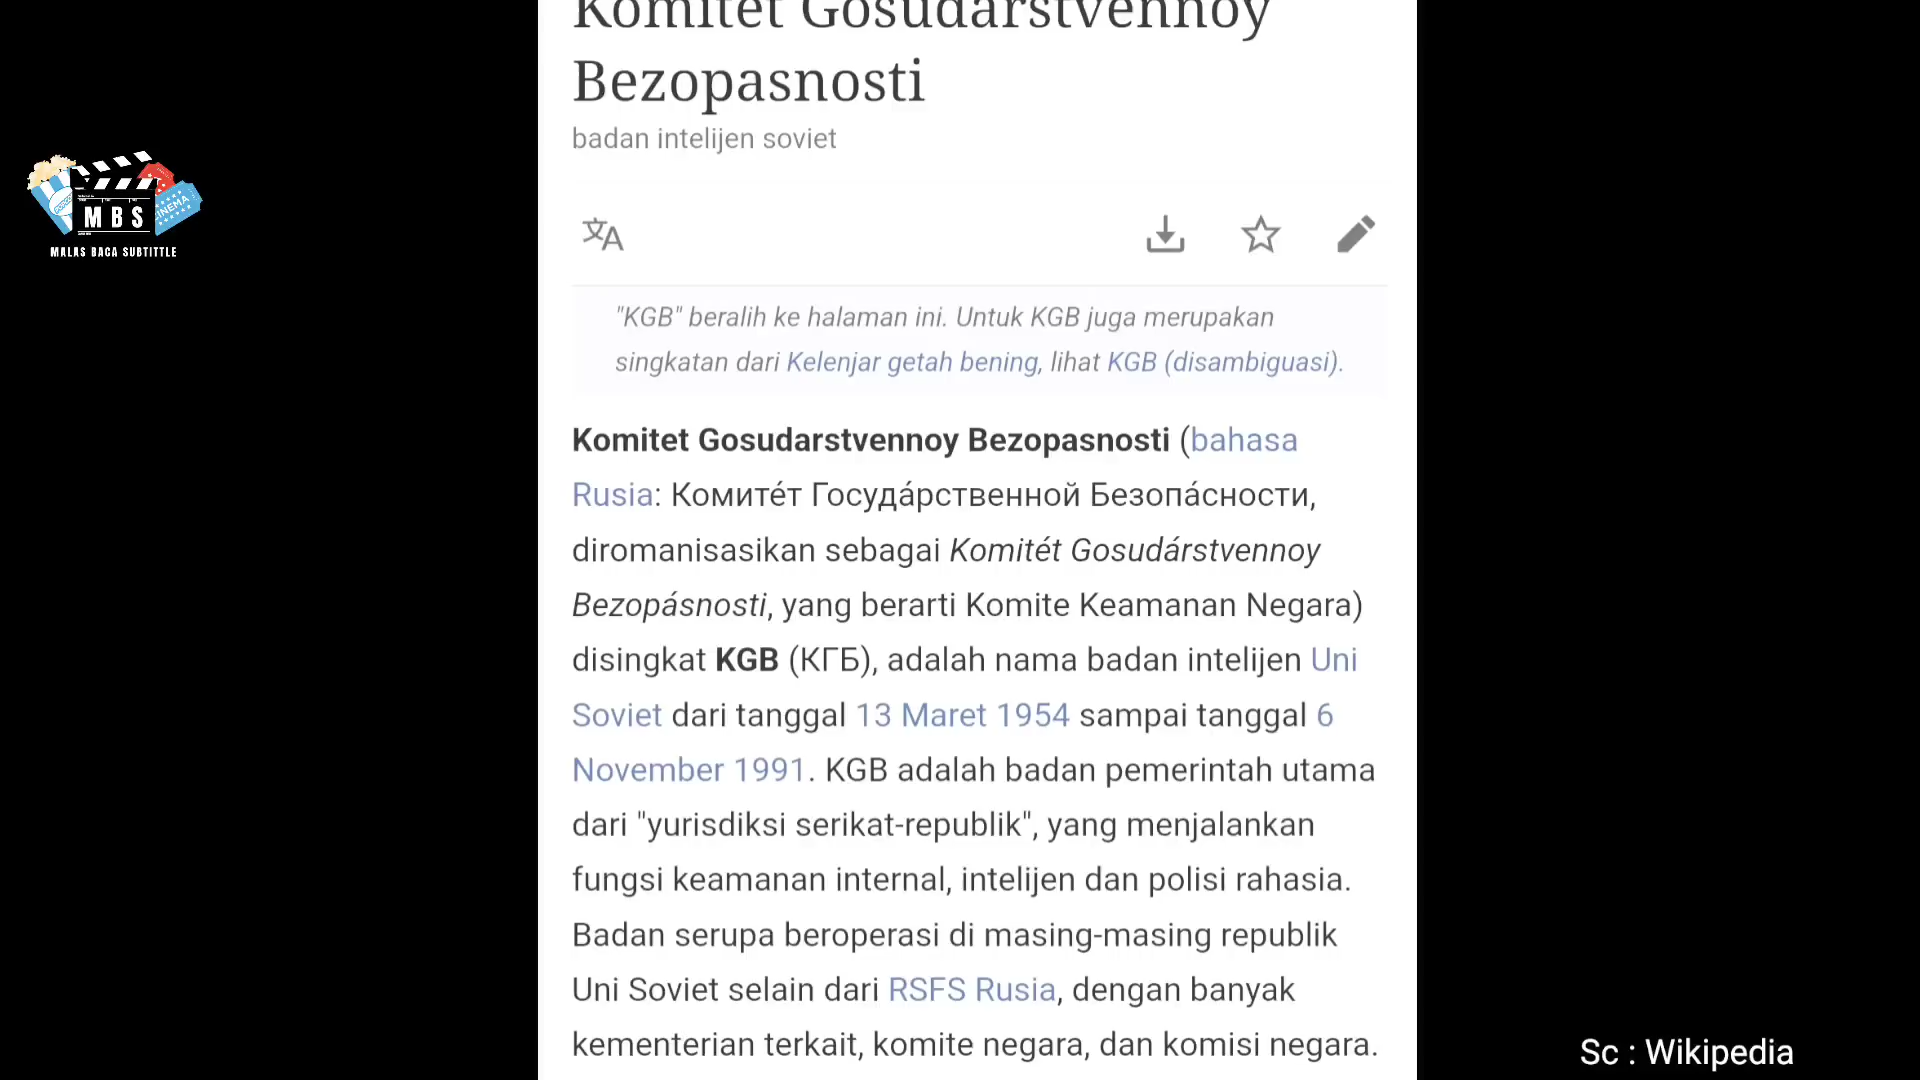 Komitet Gosudarstvennoy
Bezopasnosti
badan intelijen soviet
MBS
CINEMA
MALAS BACA SUBTITTLE
"KGB" beralih ke halaman ini. Untuk KGB juga merupakan
singkatan dari Kelenjar getah bening, lihat KGB (disambiguasi).
Komitet Gosudarstvennoy Bezopasnosti (bahasa
Rusia: Комите́т Госуда́рственной Безопа́сности,
diromanisasikan sebagai Komitét Gosudárstvennoy
Bezopásnosti, yang berarti Komite Keamanan Negara)
disingkat KGB (КГБ), adalah nama badan intelijen Uni
Soviet dari tanggal 13 Maret 1954 sampai tanggal 6
November 1991. KGB adalah badan pemerintah utama
dari "yurisdiksi serikat-republik", yang menjalankan
fungsi keamanan internal, intelijen dan polisi rahasia.
Badan serupa beroperasi di masing-masing republik
Uni Soviet selain dari RSFS Rusia, dengan banyak
kementerian terkait, komite negara, dan komisi negara.
Sc : Wikipedia